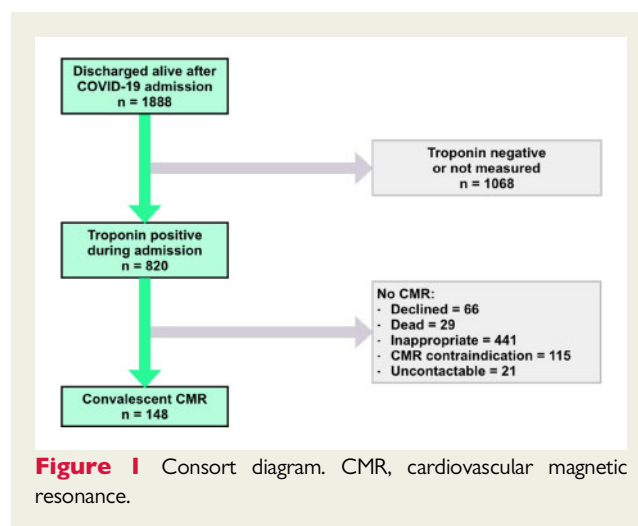 Discharged alive after
COVID-19 admission
n = 1888
Troponin negative
or not measured
n = 1068
Troponin positive
during admission
n = 820
No CMR:
- Declined = 66
- Dead = 29
- Inappropriate = 441
- CMR contraindication = 115
- Uncontactable = 21
Convalescent CMR
n = 148
Figure 1 Consort diagram. CMR, cardiovascular magnetic
resonance.